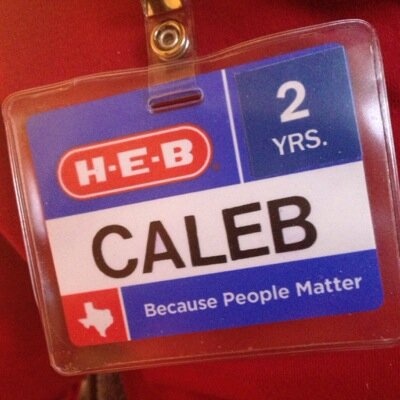 H-E-B
2
YRS.
CALEB
Because People Matter